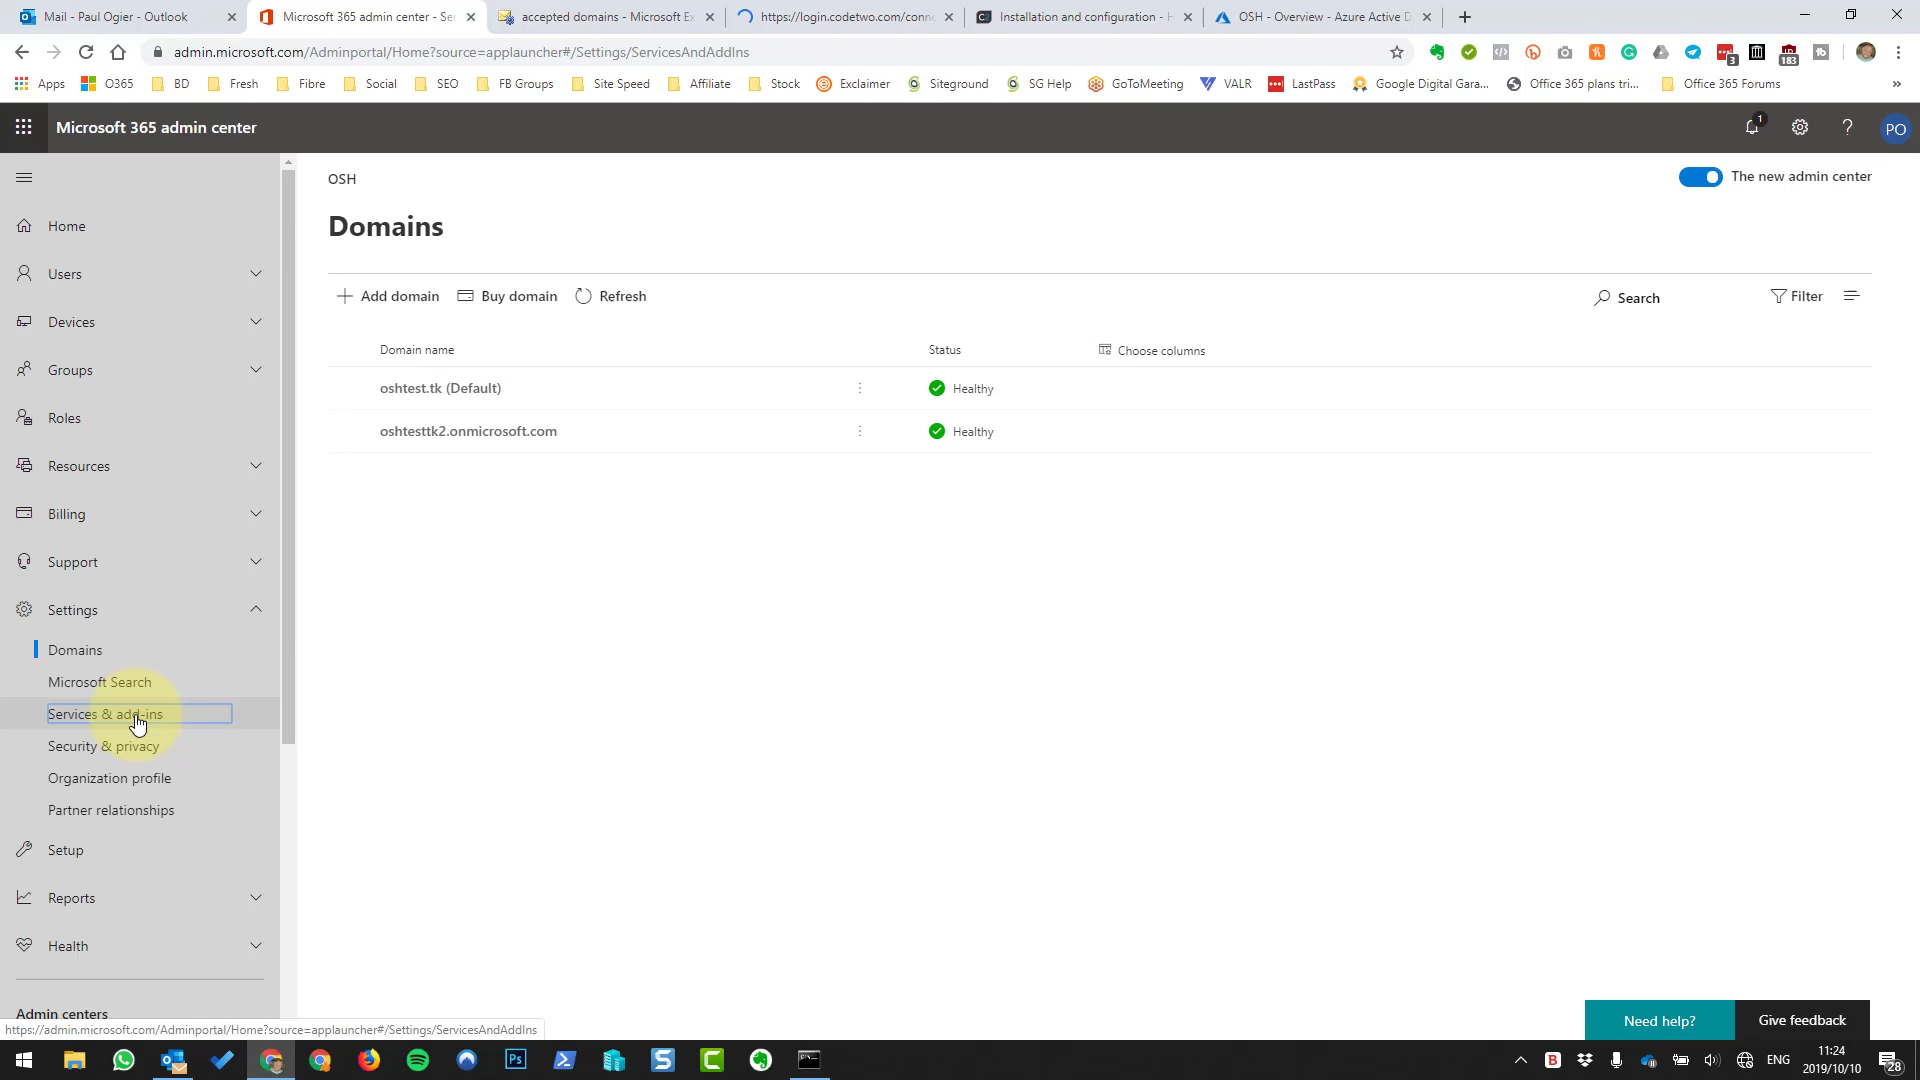 Mail - Paul Ogier - Outlook
Microsoft 365 admin center - Ser
accepted domains - Microsoft Ex
https://login.codetwo.com/conne
Installation and configuration - H
OSH - Overview - Azure Active D
admin.microsoft.com/Adminportal/Home?source=applauncher#/Settings/ServicesAndAddIns
3
183
Apps
O365
BD
Fresh
Fibre
Social
SEO
FB Groups
Site Speed
Affiliate
Stock
Exclaimer
Siteground
SG Help
GoToMeeting
VALR
LastPass
Google Digital Gara...
Office 365 plans tri...
Office 365 Forums
»
Microsoft 365 admin center
1
?
PO
OSH
The new admin center
Home
Users
Devices
Groups
Roles
Resources
Billing
Support
Settings
Domains
Microsoft Search
Services & add-ins
Security & privacy
Organization profile
Partner relationships
Setup
Reports
Health
Admin centers
Domains
Add domain
Buy domain
Refresh
Search
Filter
Domain name
Status
Choose columns
oshtest.tk (Default)
Healthy
oshtesttk2.onmicrosoft.com
Healthy
Need help?
Give feedback
https://admin.microsoft.com/Adminportal/Home?source=applauncher#/Settings/ServicesAndAddIns
Ps
S
C
B
ENG
11:24
2019/10/10
28